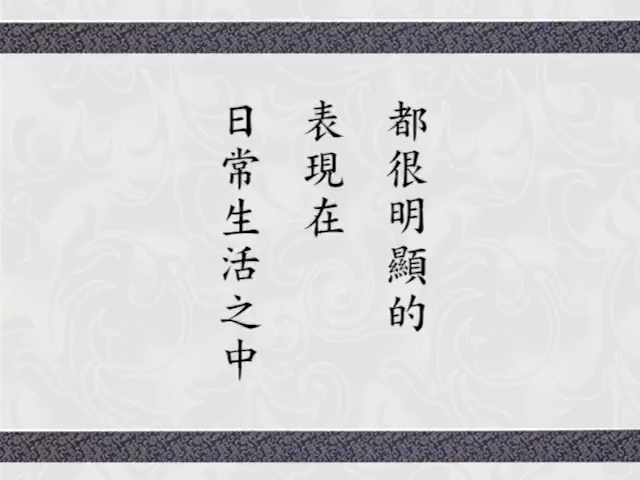 都很明顯的
表現在
日常生活之中